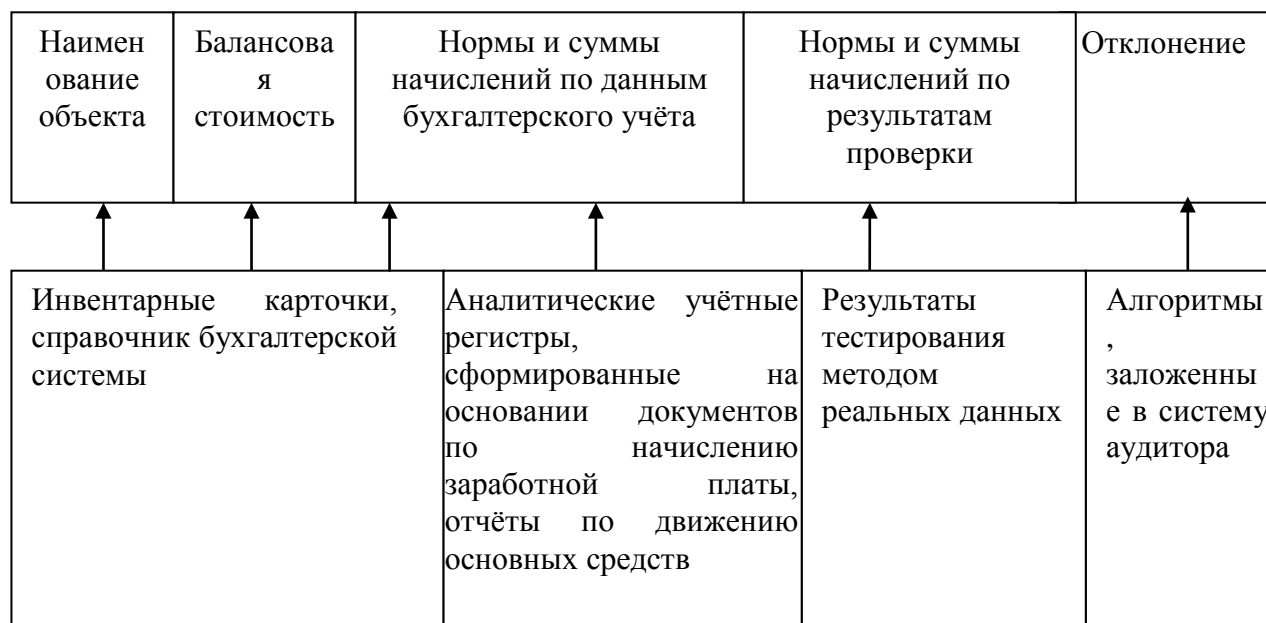 Наимен
ование
объекта
Балансова
я
стоимость
Нормы и суммы
начислений по данным
бухгалтерского учёта
Нормы и суммы
начислений по
результатам
проверки
Отклонение
Инвентарные карточки,
справочник бухгалтерской
системы
Аналитические учётные
регистры,
сформированные на
основании документов
по начислению
заработной платы,
отчёты по движению
основных средств
Результаты
тестирования
методом
реальных данных
Алгоритмы
,
заложенны
е в систему
аудитора